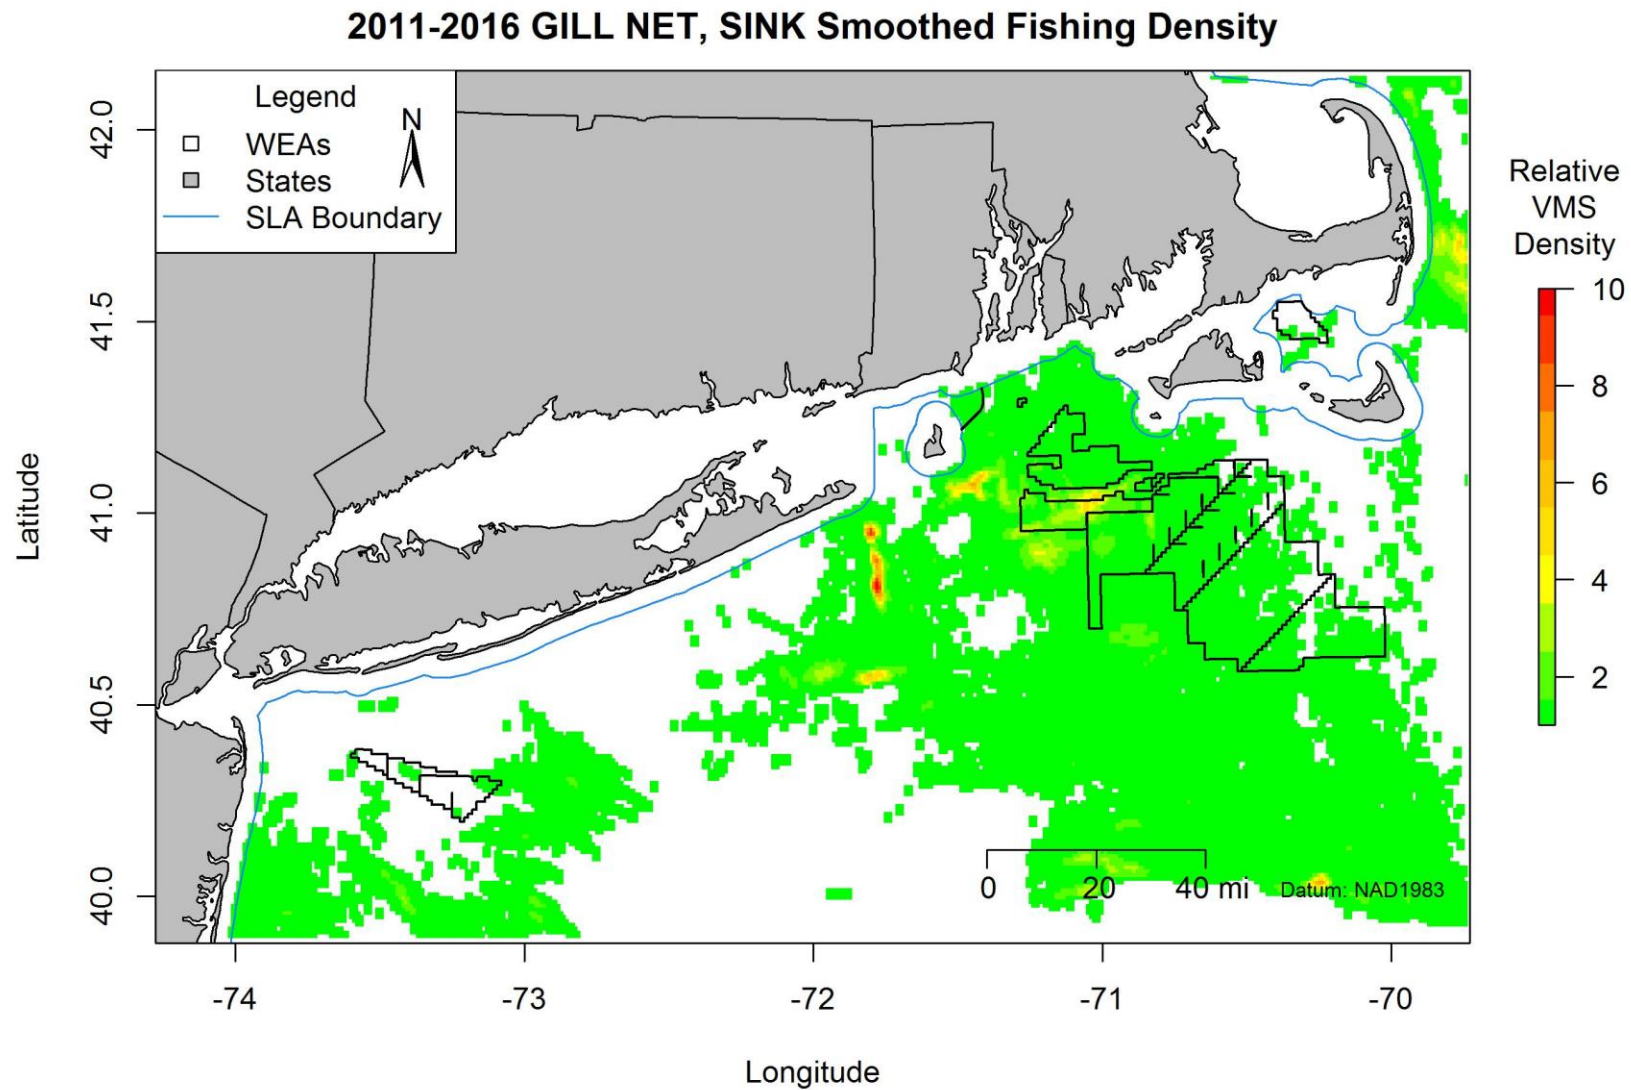 2011-2016 GILL NET, SINK Smoothed Fishing Density
Legend
N
WEAs
States
SLA Boundary
Relative
VMS
Density
10
8
6
4
2
Latitude
42.0
41.5
41.0
40.5
40.0
0 20 40 mi
Datum: NAD1983
-74 -73 -72 -71 -70
Longitude